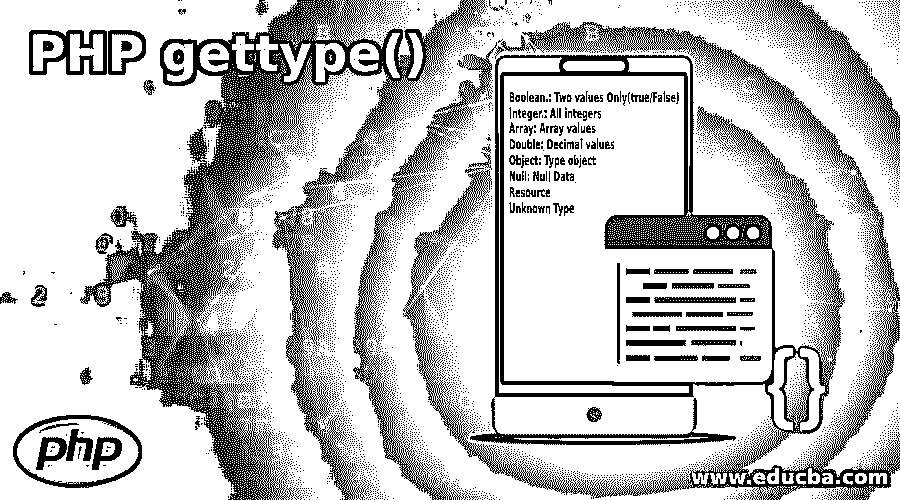 PHP gettype()
Boolean.: Two values Only(true/False)
Integer.: All integers
Array: Array values
Double: Decimal values
Object: Type object
Null: Null Data
Resource
Unknown Type
{}
php
www.educba.com